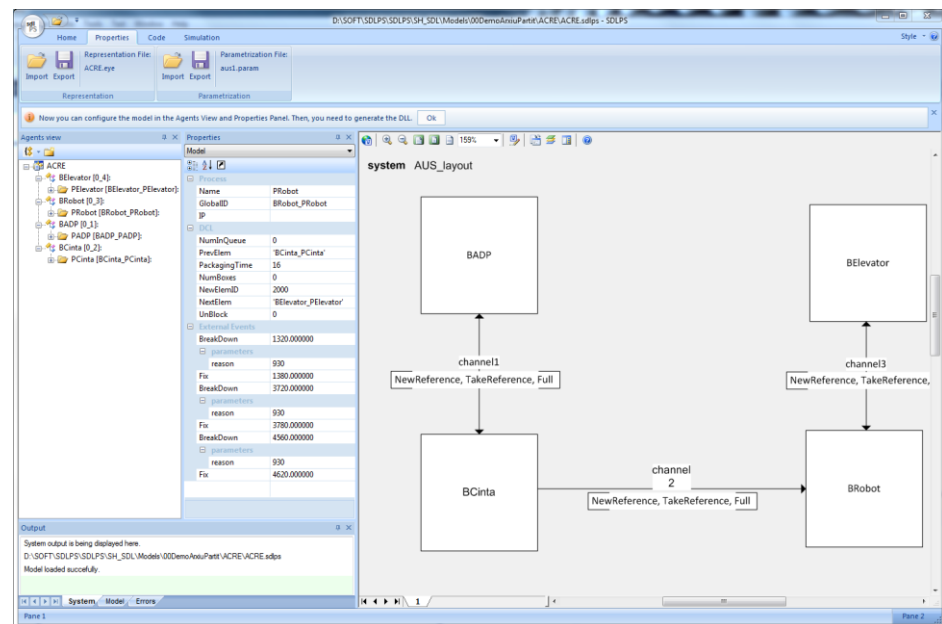 D:\SOFT\SDLPS\SDLPS\SH_SDL\Models\00DemoArxiuPartit\ACRE\ACRE.sdlps - SDLPS
Home Properties Code Simulation Style
Representation File: Parametrization File:
ACRE.eye aus1.param
Import Export Import Export
Representation Parametrization
Now you can configure the model in the Agents View and Properties Panel. Then, you need to generate the DLL. Ok
Agents view Properties 159%
Model
ACRE
BElevator [0_4]:
PElevator [BElevator_PElevator]:
BRobot [0_3]:
PRobot [BRobot_PRobot]:
BADP [0_1]:
PADP [BADP_PADP]:
BCinta [0_2]:
PCinta [BCinta_PCinta]:
Process
Name PRobot
GlobalID BRobot_PRobot
IP
DCL
NumInQueue 0
PrevElem 'BCinta_PCinta'
PackagingTime 16
NumBoxes 0
NewElemID 2000
NextElem 'BElevator_PElevator'
UnBlock 0
External Events
BreakDown 1320.000000
parameters
reason 930
Fix 1380.000000
BreakDown 3720.000000
parameters
reason 930
Fix 3780.000000
BreakDown 4560.000000
parameters
reason 930
Fix 4620.000000
system AUS_layout
BADP
BElevator
channel1
NewReference, TakeReference, Full
channel3
NewReference, TakeReference,
BCinta
channel
2
NewReference, TakeReference, Full
BRobot
Output
System output is being displayed here.
D:\SOFT\SDLPS\SDLPS\SH_SDL\Models\00DemoArxiuPartit\ACRE\ACRE.sdlps
Model loaded succefully.
System Model Errors 1
Pane 1 Pane 2